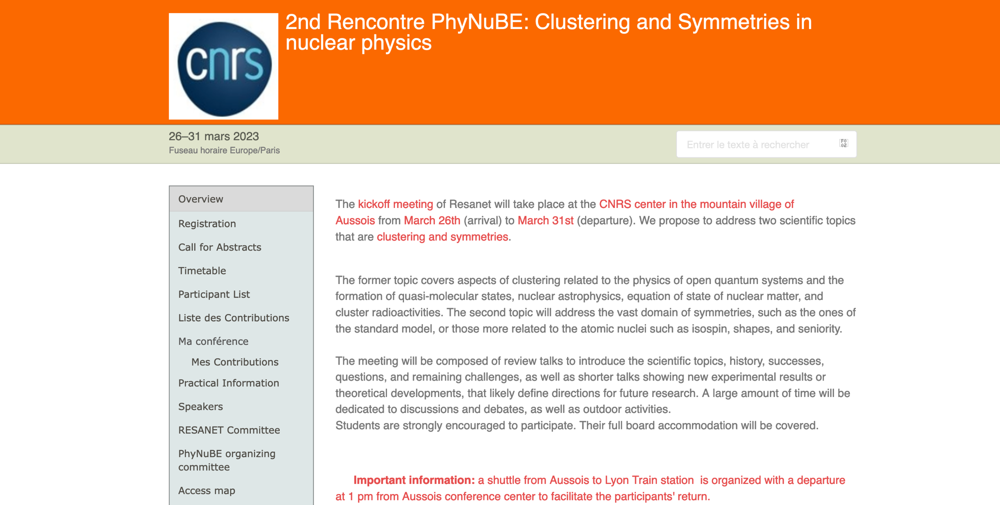 cnrs
2nd Rencontre PhyNuBE: Clustering and Symmetries in
nuclear physics
26–31 mars 2023
Fuseau horaire Europe/Paris
Entrer le texte à rechercher
F0
02
Overview
Registration
Call for Abstracts
Timetable
Participant List
Liste des Contributions
Ma conférence
Mes Contributions
Practical Information
Speakers
RESANET Committee
PhyNuBE organizing
committee
Access map
The kickoff meeting of Resanet will take place at the CNRS center in the mountain village of
Aussois from March 26th (arrival) to March 31st (departure). We propose to address two scientific topics
that are clustering and symmetries.
The former topic covers aspects of clustering related to the physics of open quantum systems and the
formation of quasi-molecular states, nuclear astrophysics, equation of state of nuclear matter, and
cluster radioactivities. The second topic will address the vast domain of symmetries, such as the ones of
the standard model, or those more related to the atomic nuclei such as isospin, shapes, and seniority.
The meeting will be composed of review talks to introduce the scientific topics, history, successes,
questions, and remaining challenges, as well as shorter talks showing new experimental results or
theoretical developments, that likely define directions for future research. A large amount of time will be
dedicated to discussions and debates, as well as outdoor activities.
Students are strongly encouraged to participate. Their full board accommodation will be covered.
Important information: a shuttle from Aussois to Lyon Train station  is organized with a departure
at 1 pm from Aussois conference center to facilitate the participants' return.